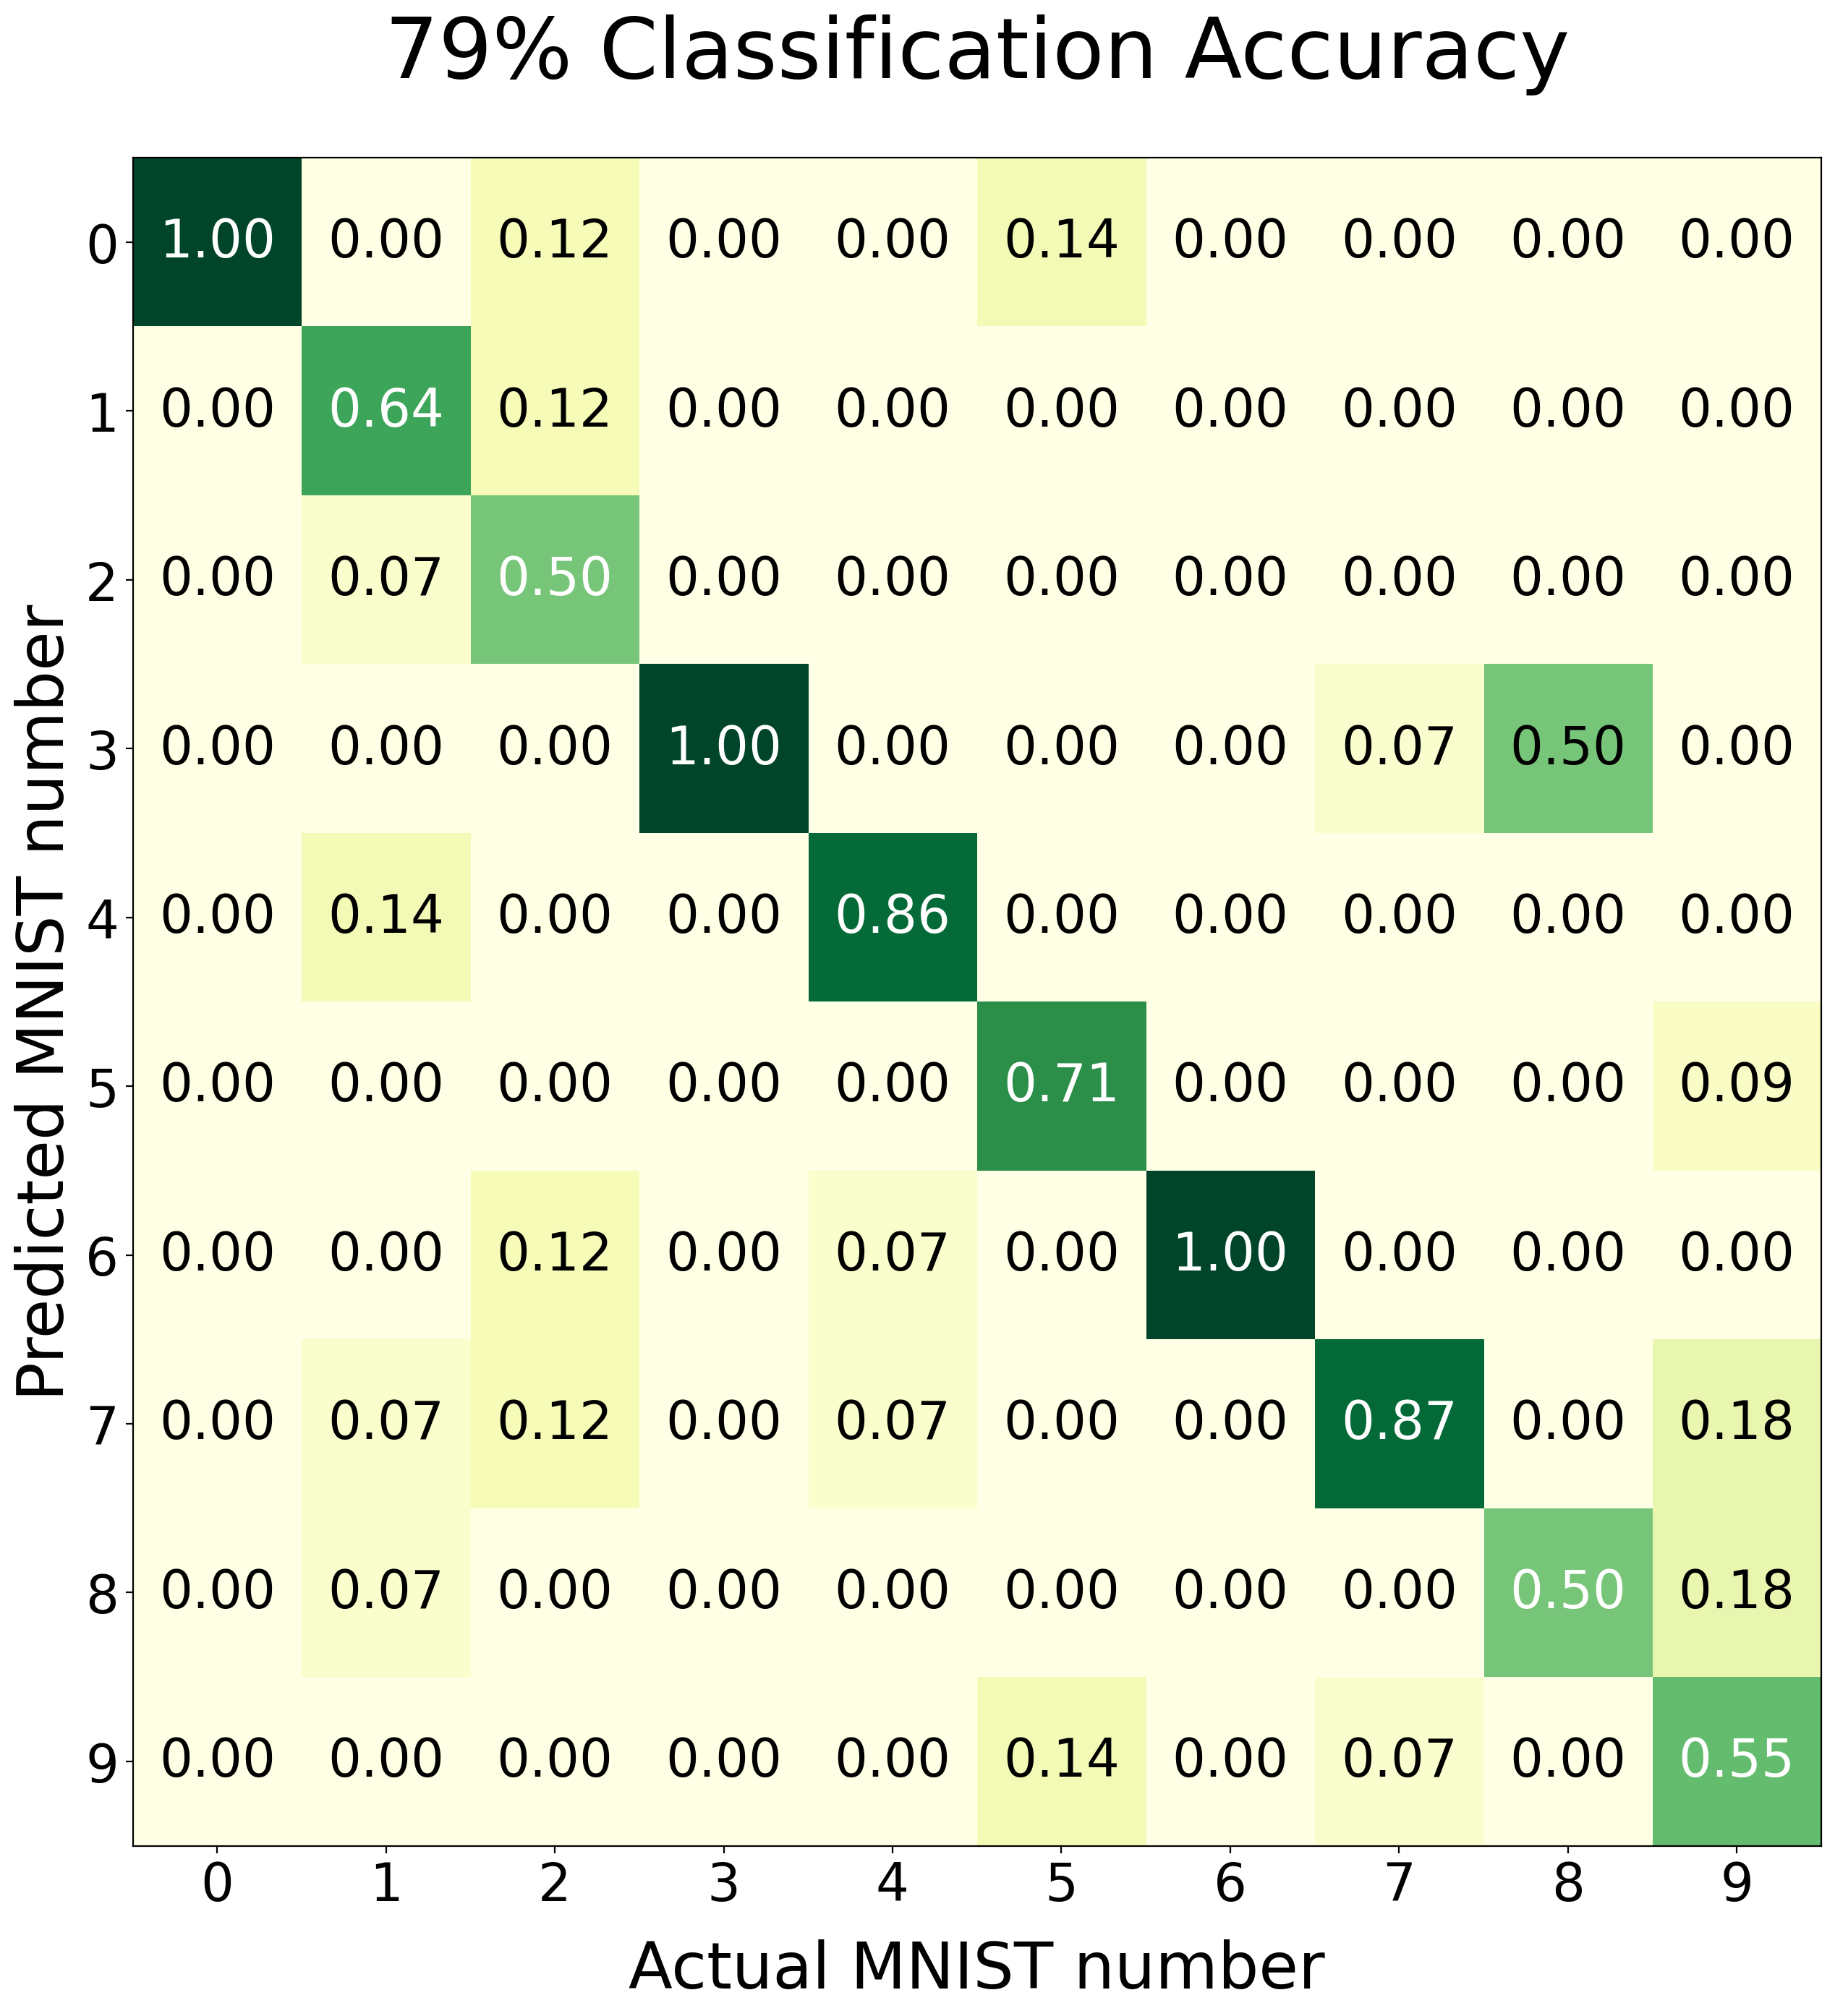 79% Classification Accuracy
0 1.00 0.00 0.12 0.00 0.00 0.14 0.00 0.00 0.00 0.00
1 0.00 0.64 0.12 0.00 0.00 0.00 0.00 0.00 0.00 0.00
2 0.00 0.07 0.50 0.00 0.00 0.00 0.00 0.00 0.00 0.00
3 0.00 0.00 0.00 1.00 0.00 0.00 0.00 0.07 0.50 0.00
4 0.00 0.14 0.00 0.00 0.86 0.00 0.00 0.00 0.00 0.00
5 0.00 0.00 0.00 0.00 0.00 0.71 0.00 0.00 0.00 0.09
6 0.00 0.00 0.12 0.00 0.07 0.00 1.00 0.00 0.00 0.00
7 0.00 0.07 0.12 0.00 0.07 0.00 0.00 0.87 0.00 0.18
8 0.00 0.07 0.00 0.00 0.00 0.00 0.00 0.00 0.50 0.18
9 0.00 0.00 0.00 0.00 0.00 0.14 0.00 0.07 0.00 0.55
0 1 2 3 4 5 6 7 8 9
Actual MNIST number
Predicted MNIST number